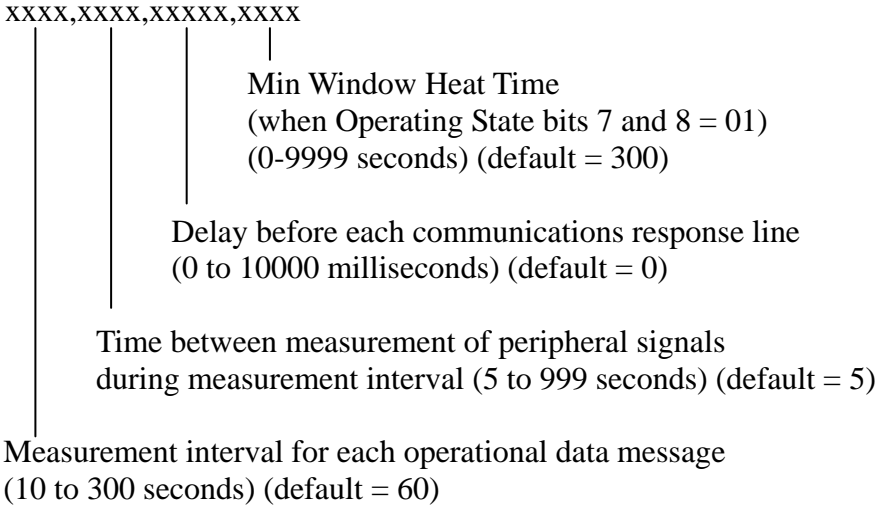 xxxx,xxxx,xxxxx,xxxx
Min Window Heat Time
(when Operating State bits 7 and 8 = 01)
(0-9999 seconds) (default = 300)
Delay before each communications response line
(0 to 10000 milliseconds) (default = 0)
Time between measurement of peripheral signals
during measurement interval (5 to 999 seconds) (default = 5)
Measurement interval for each operational data message
(10 to 300 seconds) (default = 60)